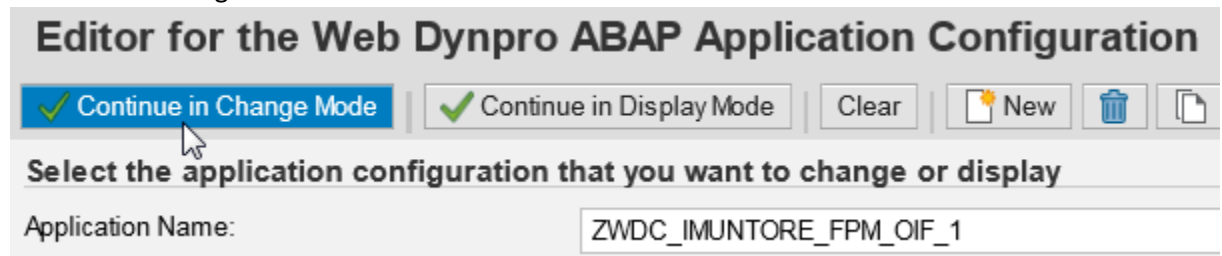 Editor for the Web Dynpro ABAP Application Configuration
Continue in Change Mode Continue in Display Mode Clear New
Select the application configuration that you want to change or display
Application Name: ZWDC_IMUNTORE_FPM_OIF_1